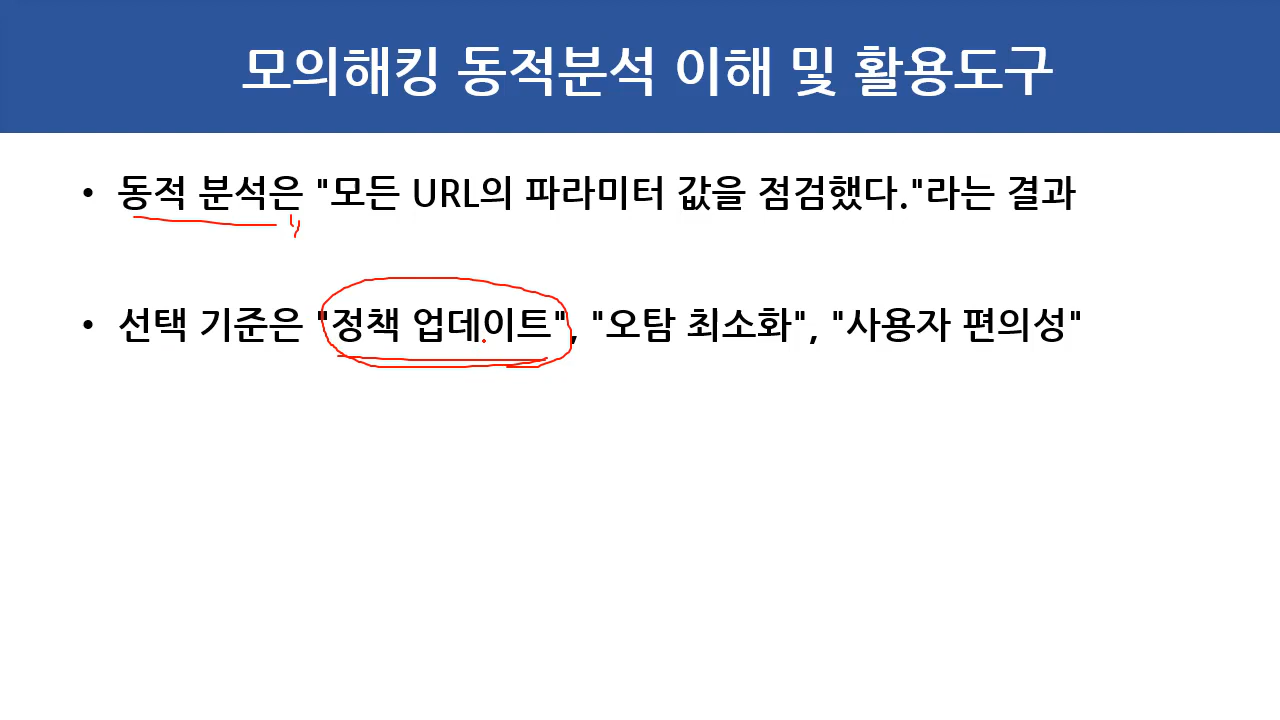 모의해킹 동적분석 이해 및 활용도구
• 동적 분석은 "모든 URL의 파라미터 값을 점검했다."라는 결과
• 선택 기준은 "정책 업데이트", "오탐 최소화", "사용자 편의성"